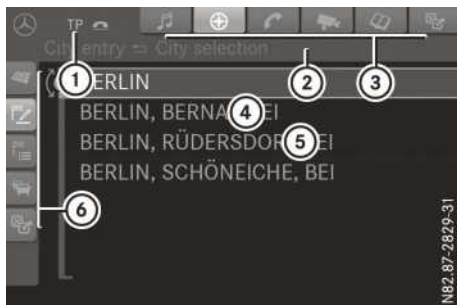 TP
City entry City selection
1
2
3
BERLIN
BERLIN, BERNA 4 EI
BERLIN, RÜDERSDOR 5 EI
BERLIN, SCHÖNEICHE, BEI
6
N82.87-2829-31